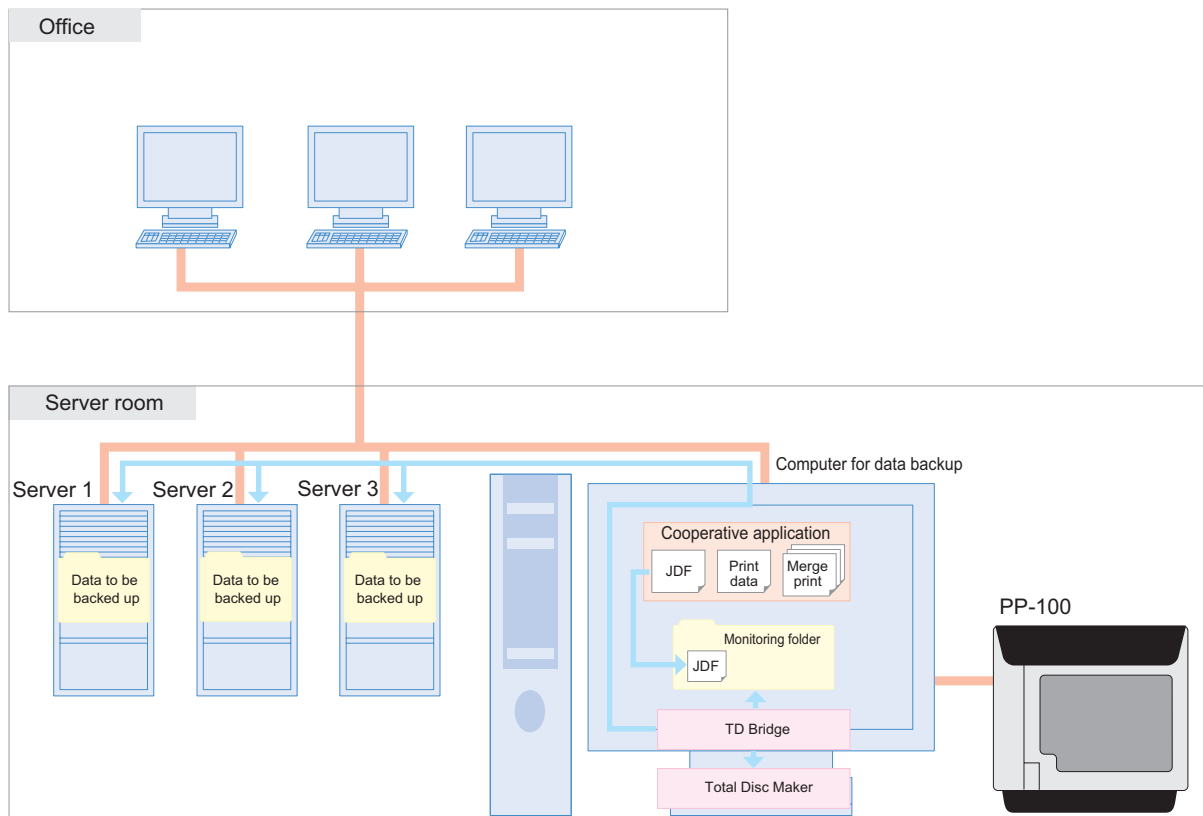 Office
Server room
Computer for data backup
Server 1
Server 2
Server 3
Cooperative application
JDF
Print
data
Merge
print
Data to be
backed up
Data to be
backed up
Data to be
backed up
PP-100
Monitoring folder
JDF
TD Bridge
Total Disc Maker